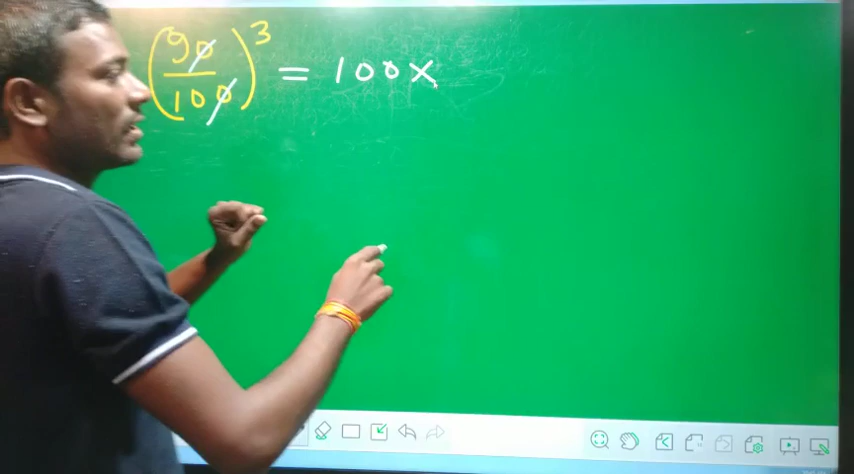 (90/100)³ = 100x